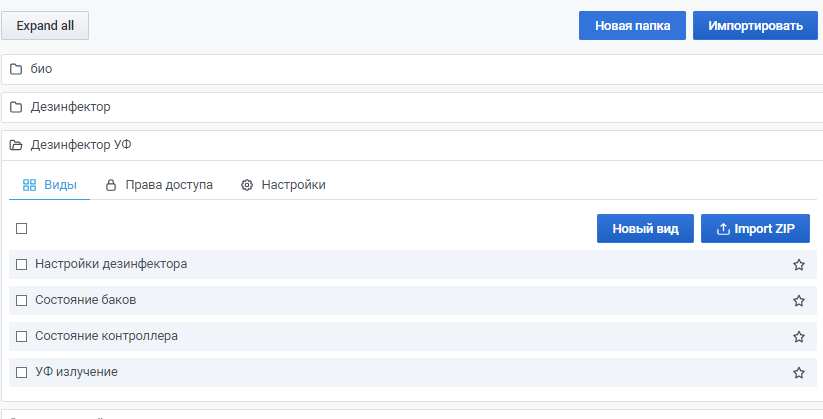 Expand all
Новая папка
Импортировать
био
Дезинфектор
Дезинфектор УФ
Виды
Права доступа
Настройки
Новый вид
Import ZIP
Настройки дезинфектора
Состояние баков
Состояние контроллера
УФ излучение